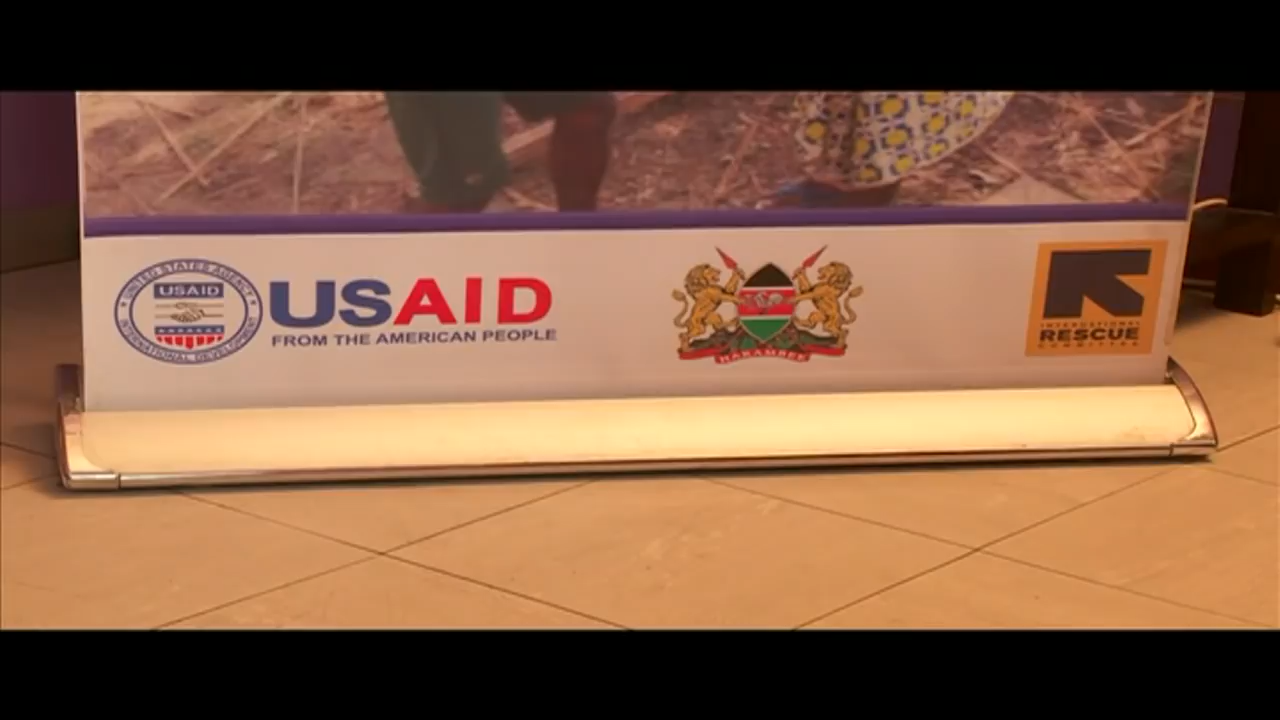 UNITED STATES AGENCY
USAID
INTERNATIONAL DEVELOPMENT
USAID
FROM THE AMERICAN PEOPLE
HARAMBEE
INTERNATIONAL
RESCUE
COMMITTEE